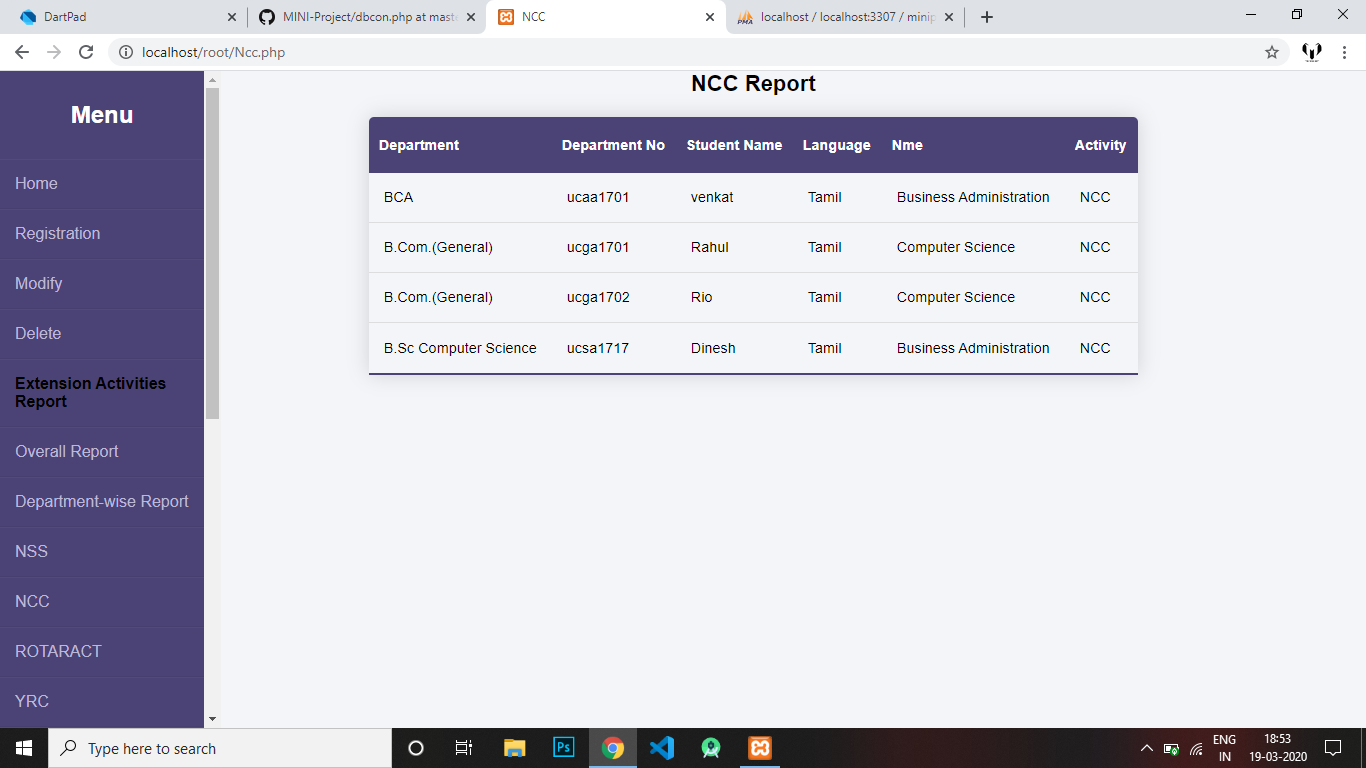 DartPad
MINI-Project/dbcon.php at mast
NCC
localhost / localhost:3307 / minip
localhost/root/Ncc.php
Menu
Home
Registration
Modify
Delete
Extension Activities
Report
Overall Report
Department-wise Report
NSS
NCC
ROTARACT
YRC
NCC Report
Department Department No Student Name Language Nme Activity
BCA ucaa1701 venkat Tamil Business Administration NCC
B.Com.(General) ucga1701 Rahul Tamil Computer Science NCC
B.Com.(General) ucga1702 Rio Tamil Computer Science NCC
B.Sc Computer Science ucsa1717 Dinesh Tamil Business Administration NCC
Type here to search
Ps
ENG
IN
18:53
19-03-2020